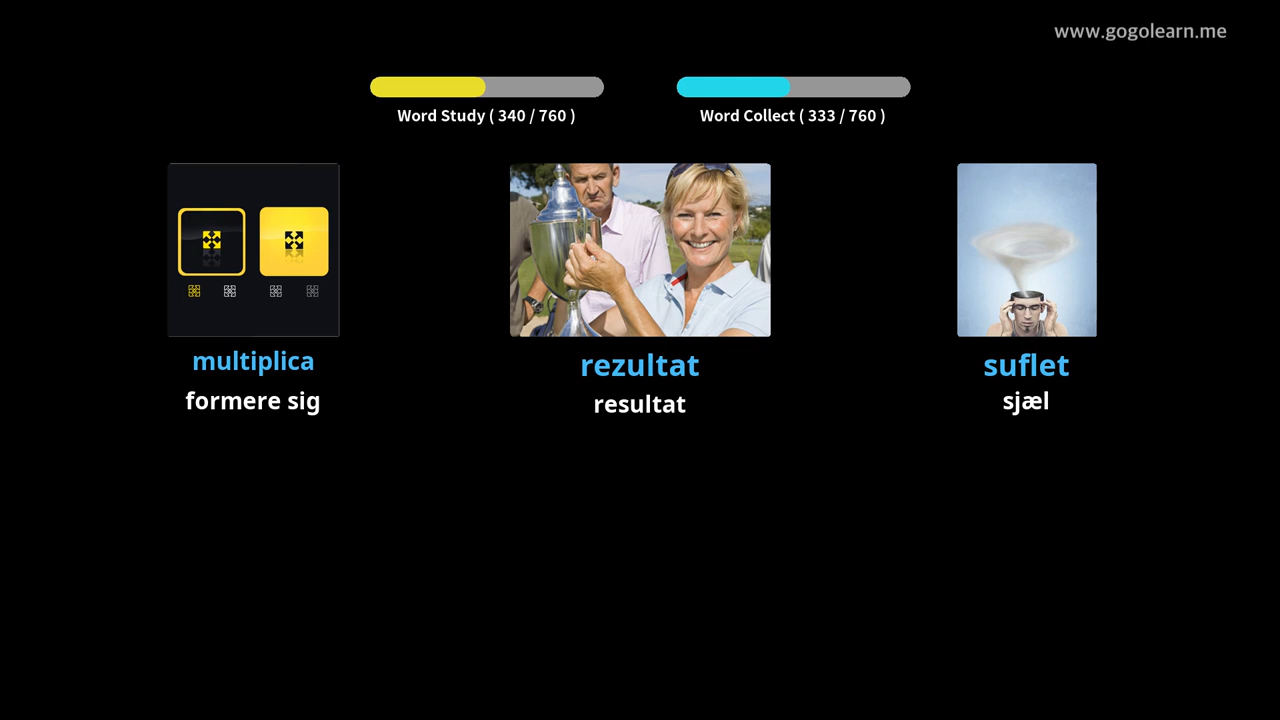 www.gogolearn.me
Word Study ( 340 / 760 )
Word Collect ( 333 / 760 )
multiplica
rezultat
suflet
formere sig
resultat
sjæl